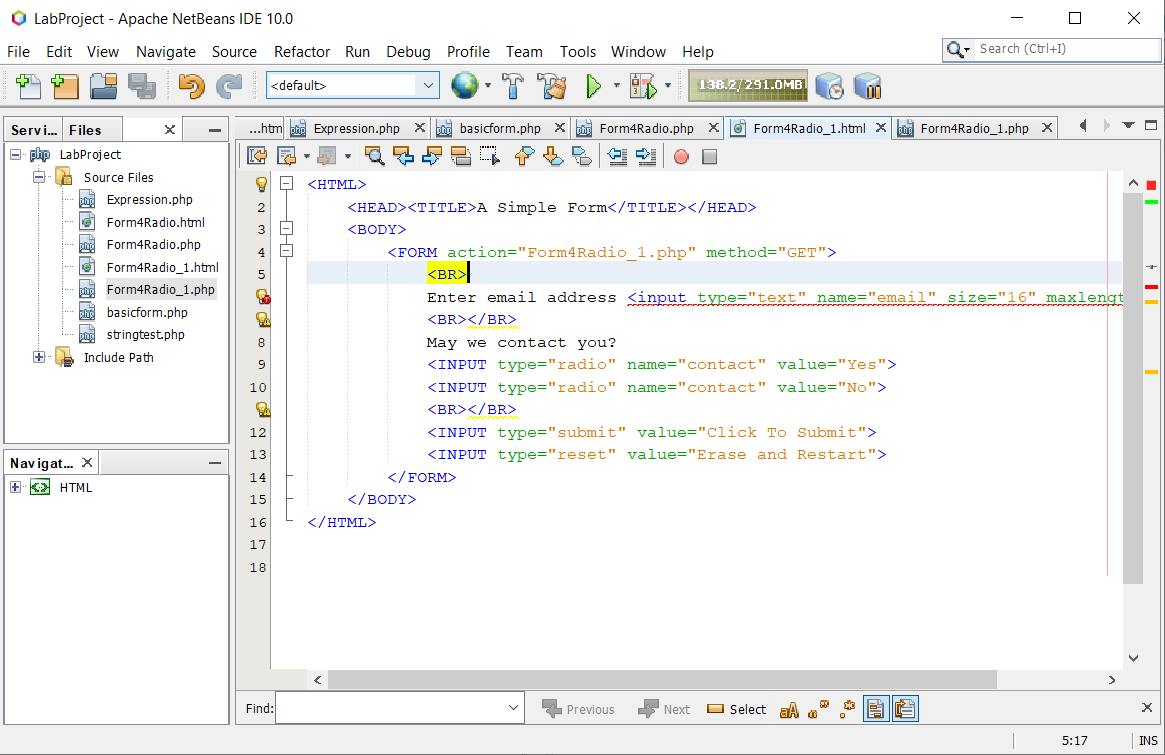 LabProject - Apache NetBeans IDE 10.0
File Edit View Navigate Source Refactor Run Debug Profile Team Tools Window Help
Search (Ctrl+I)
<default>
138.2/291.0MB
Servi... Files
...htm Expression.php basicform.php Form4Radio.php Form4Radio_1.html Form4Radio_1.php
LabProject
Source Files
Expression.php
Form4Radio.html
Form4Radio.php
Form4Radio_1.html
Form4Radio_1.php
basicform.php
stringtest.php
Include Path
Navigat...
HTML
<HTML>
2 <HEAD><TITLE>A Simple Form</TITLE></HEAD>
3 <BODY>
4 <FORM action="Form4Radio_1.php" method="GET">
5 <BR>
Enter email address <input type="text" name="email" size="16" maxlengt
<BR></BR>
8 May we contact you?
9 <INPUT type="radio" name="contact" value="Yes">
10 <INPUT type="radio" name="contact" value="No">
<BR></BR>
12 <INPUT type="submit" value="Click To Submit">
13 <INPUT type="reset" value="Erase and Restart">
14 </FORM>
15 </BODY>
16 </HTML>
17
18
Find: Previous Next Select
5:17 INS